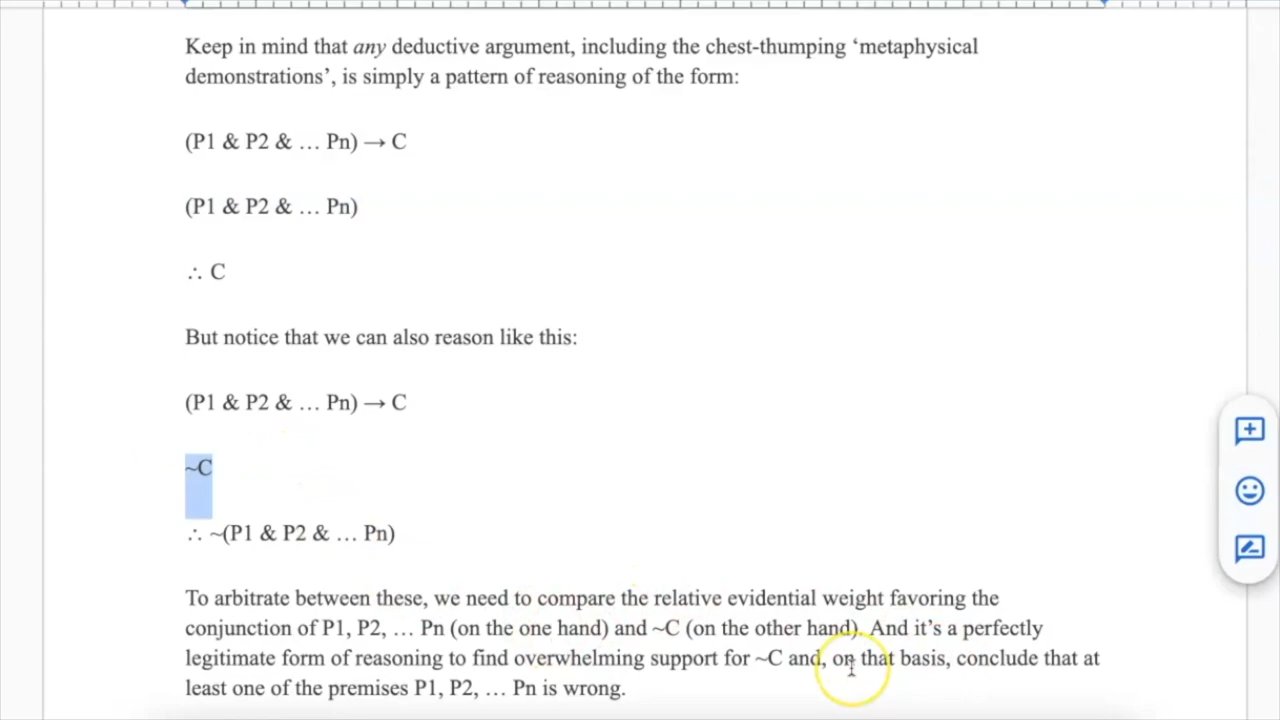 Keep in mind that any deductive argument, including the chest-thumping ‘metaphysical
demonstrations’, is simply a pattern of reasoning of the form:
(P1 & P2 & … Pn) → C
(P1 & P2 & … Pn)
∴ C
But notice that we can also reason like this:
(P1 & P2 & … Pn) → C
~C
∴ ~(P1 & P2 & … Pn)
To arbitrate between these, we need to compare the relative evidential weight favoring the
conjunction of P1, P2, … Pn (on the one hand) and ~C (on the other hand). And it’s a perfectly
legitimate form of reasoning to find overwhelming support for ~C and, on that basis, conclude that at
least one of the premises P1, P2, … Pn is wrong.